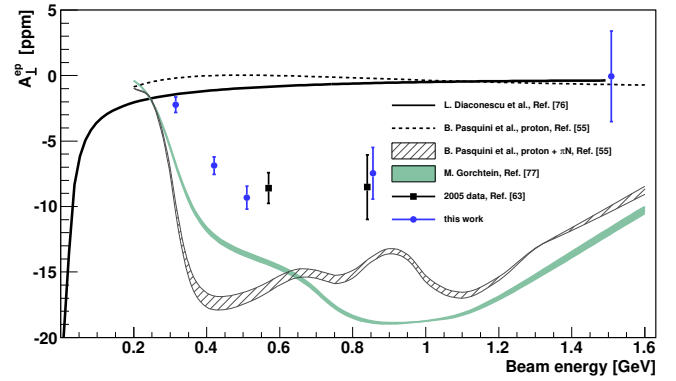 A⊥^ep [ppm]
5
0
-5
-10
-15
-20
L. Diaconescu et al., Ref. [76]
B. Pasquini et al., proton, Ref. [55]
B. Pasquini et al., proton + πN, Ref. [55]
M. Gorchtein, Ref. [77]
2005 data, Ref. [63]
this work
0.2 0.4 0.6 0.8 1 1.2 1.4 1.6
Beam energy [GeV]